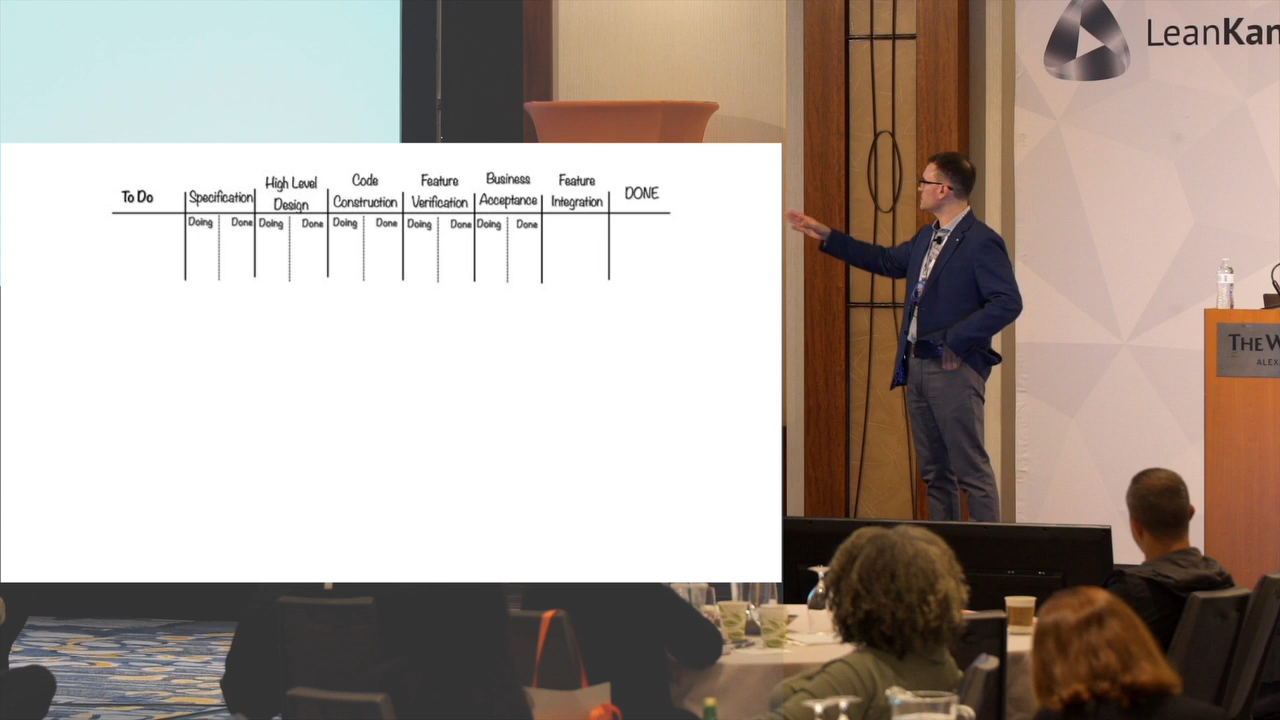 LeanKan
To Do
Specification
High Level
Design
Code
Construction
Feature
Verification
Business
Acceptance
Feature
Integration
DONE
Doing Done Doing Done Doing Done Doing Done Doing Done
THE W
ALEXA